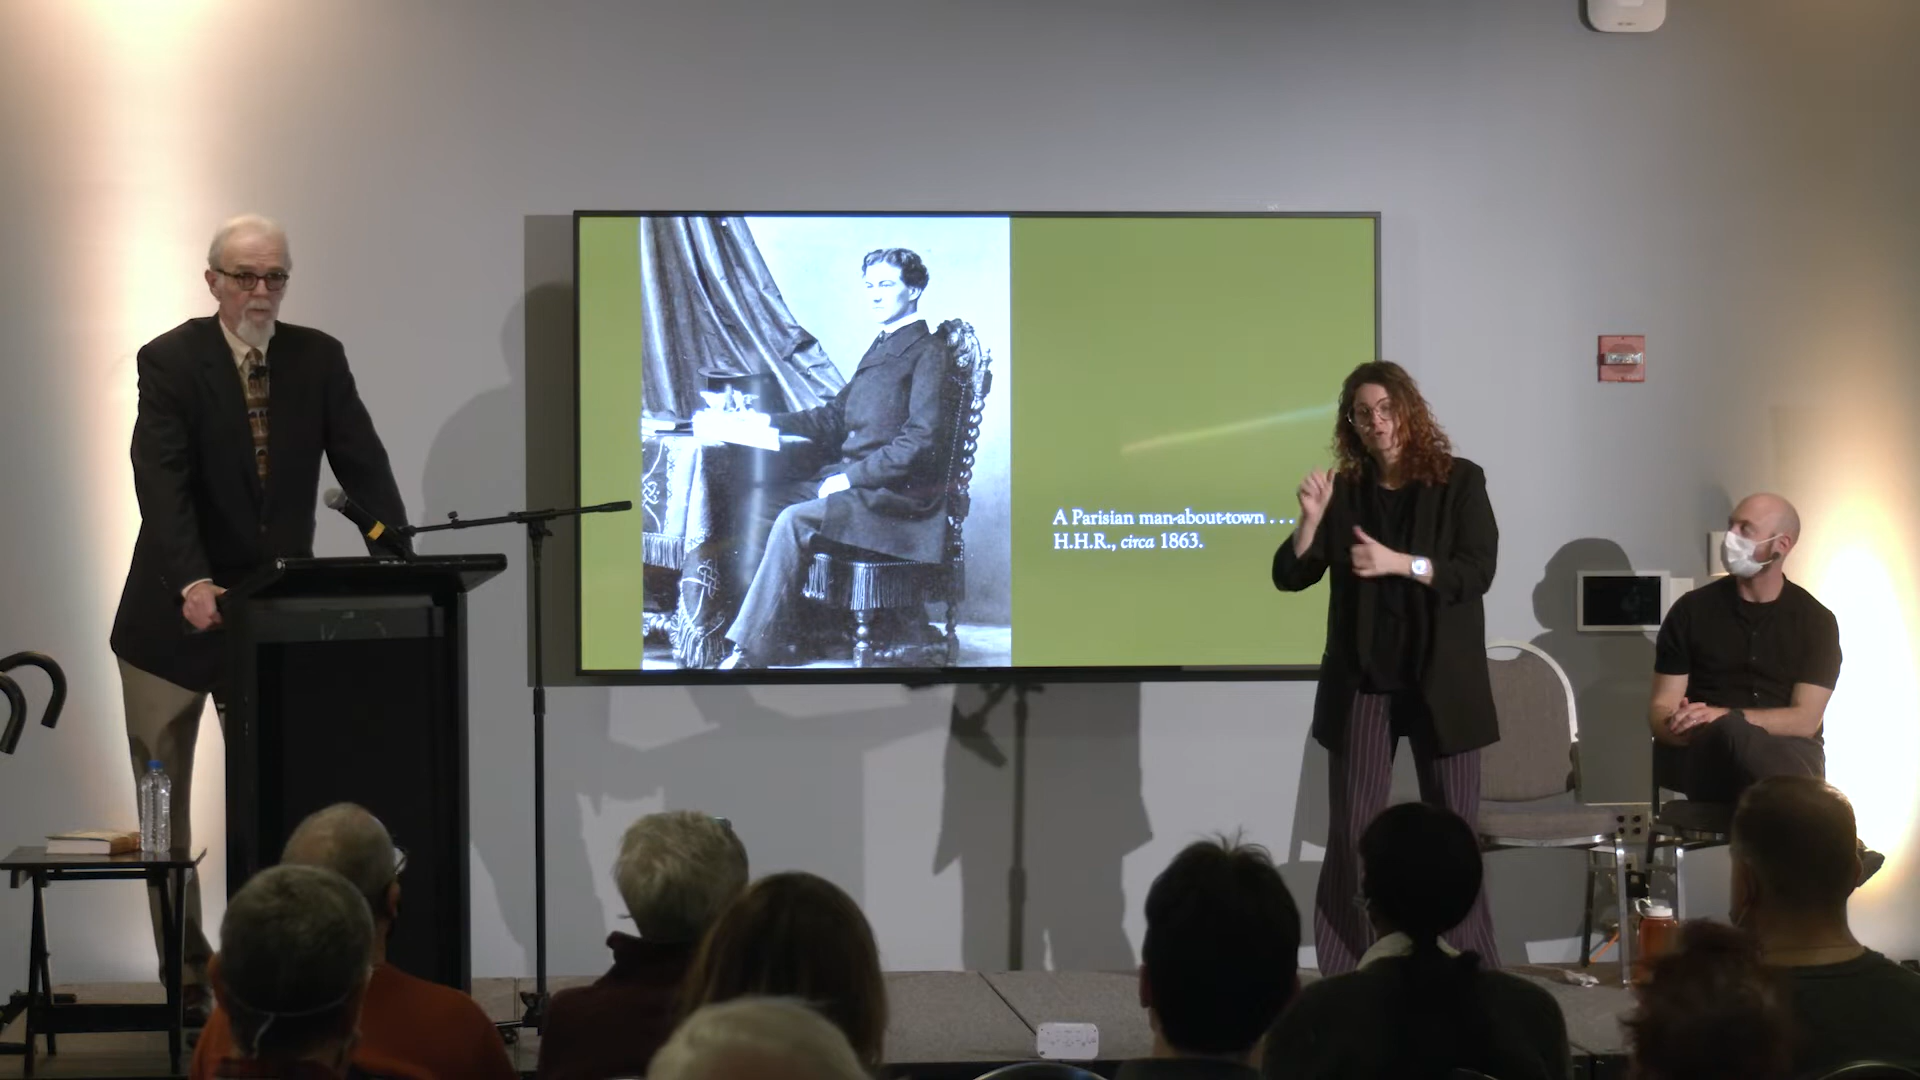 A Parisian man-about-town . . .
H.H.R., circa 1863.